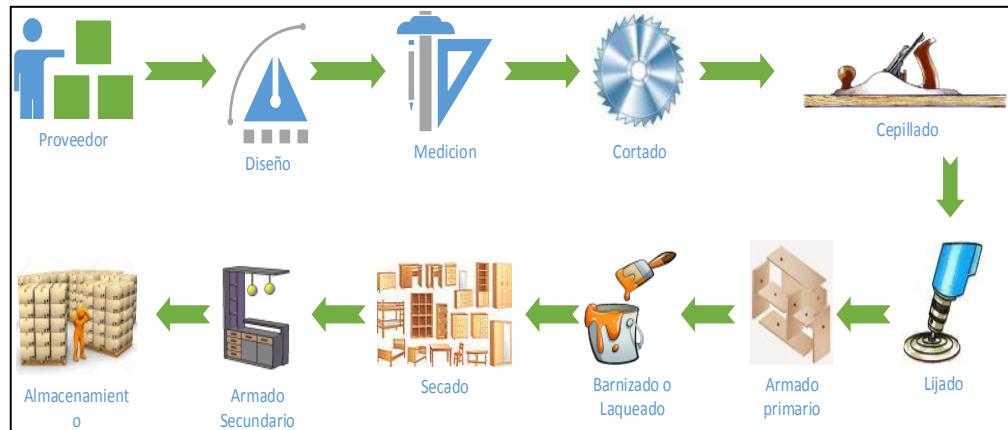 Proveedor
Diseño
Medicion
Cortado
Cepillado
Lijado
Armado
primario
Barnizado o
Laqueado
Secado
Armado
Secundario
Almacenamient
o